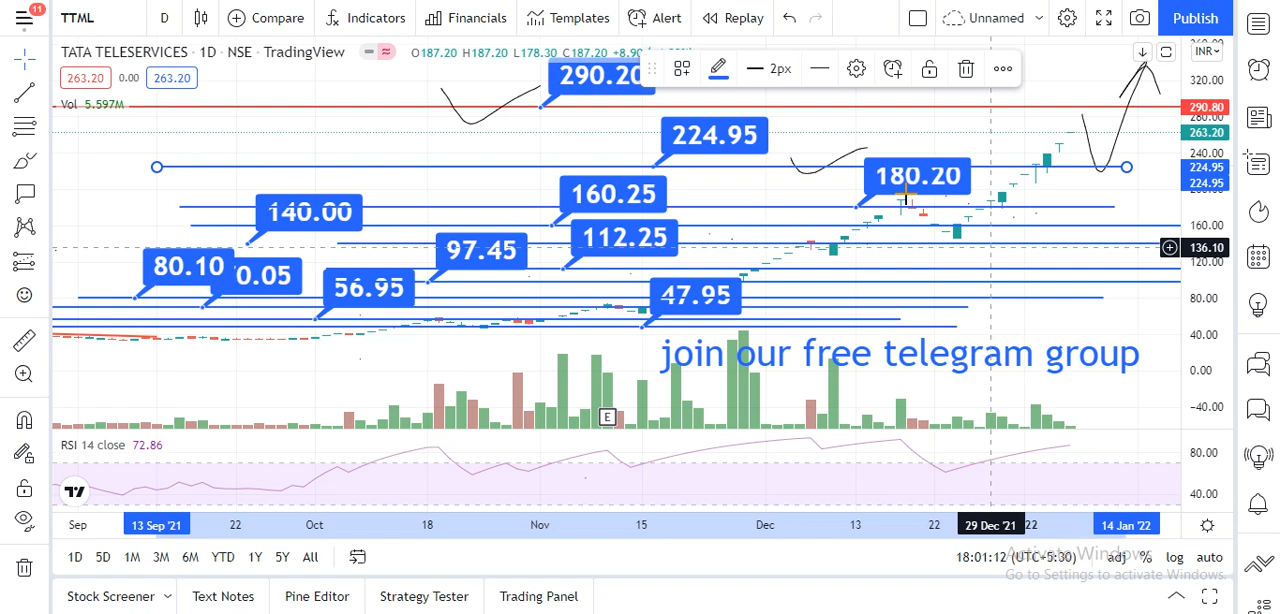 11
TTML D Compare Indicators Financials Templates Alert Replay Unnamed Publish
TATA TELESERVICES · 1D · NSE · TradingView O187.20 H187.20 L178.30 C187.20 +8.90
INR
263.20 0.00 263.20
2px
Vol 5.597M
320.00
290.20
290.80
280.00
263.20
240.00
224.95
224.95
224.95
180.20
160.25
160.00
140.00
112.25
97.45
136.10
120.00
80.10
70.05
56.95
47.95
80.00
40.00
join our free telegram group
0.00
−40.00
E
RSI 14 close 72.86
80.00
40.00
Sep 13 Sep '21 22 Oct 18 Nov 15 Dec 13 22 29 Dec '21 22 14 Jan '22
1D 5D 1M 3M 6M YTD 1Y 5Y All 18:01:12 (UTC+5:30) adj % log auto
Activate Windows
Go to Settings to activate Windows.
Stock Screener Text Notes Pine Editor Strategy Tester Trading Panel